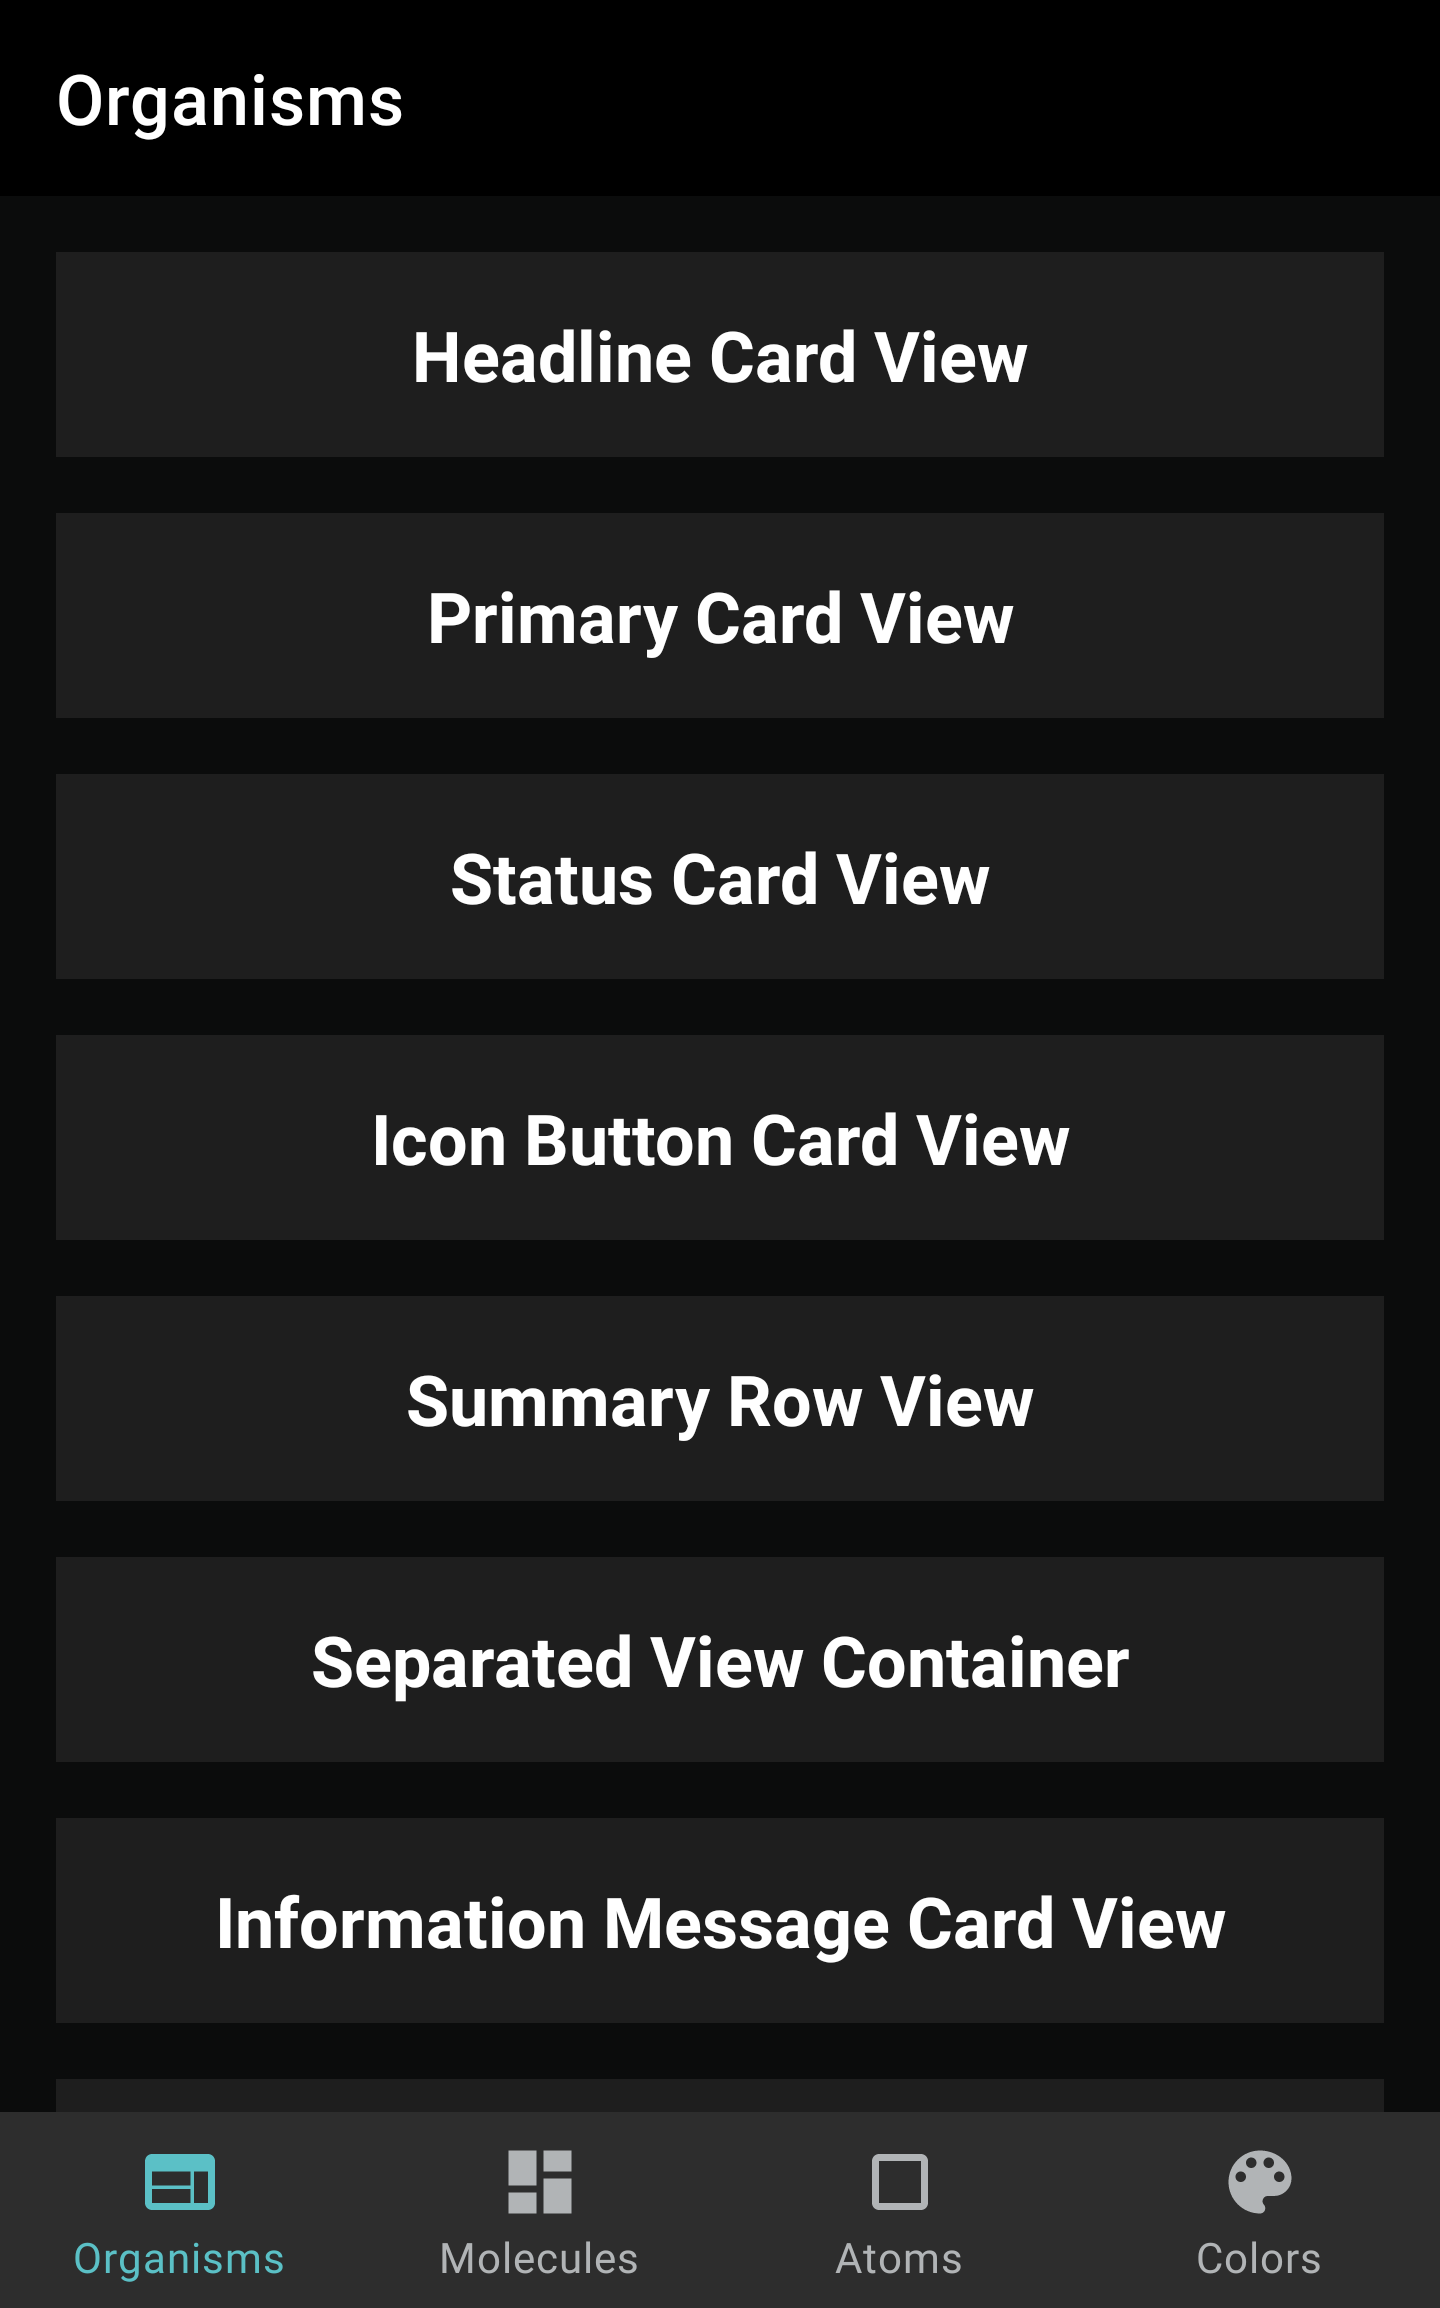 Organisms
Headline Card View
Primary Card View
Status Card View
Icon Button Card View
Summary Row View
Separated View Container
Information Message Card View
Organisms
Molecules
Atoms
Colors